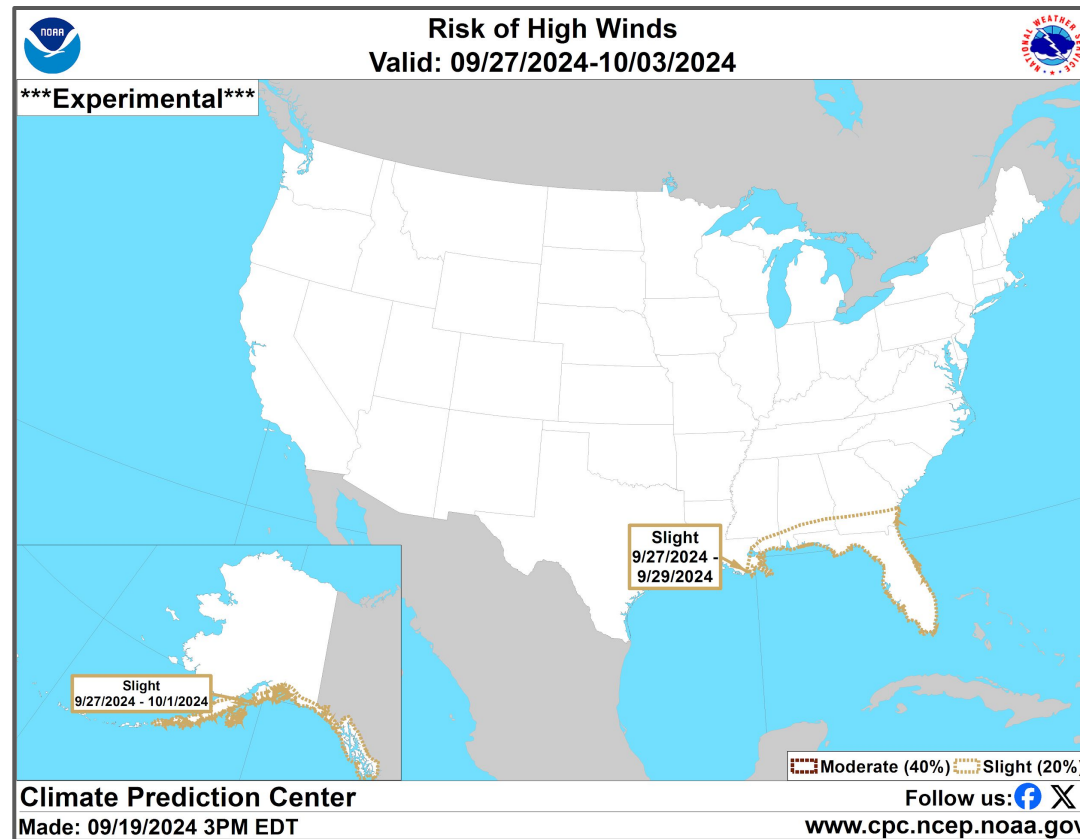 NOAA
Risk of High Winds
Valid: 09/27/2024-10/03/2024
NATIONAL WEATHER SERVICE
***Experimental***
Slight
9/27/2024 -
9/29/2024
Slight
9/27/2024 - 10/1/2024
Moderate (40%) Slight (20%)
Climate Prediction Center
Follow us:
Made: 09/19/2024 3PM EDT
www.cpc.ncep.noaa.gov